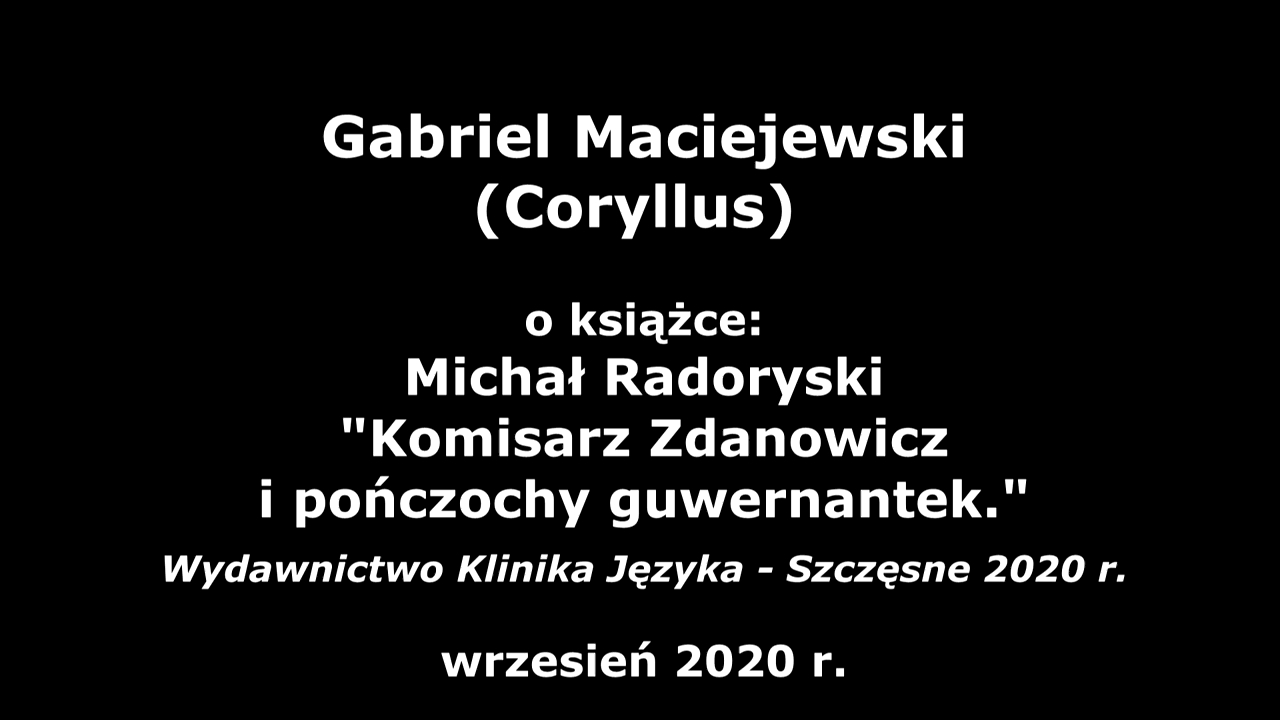 Gabriel Maciejewski
(Coryllus)
o książce:
Michał Radoryski
"Komisarz Zdanowicz
i pończochy guwernantek."
Wydawnictwo Klinika Języka - Szczęsne 2020 r.
wrzesień 2020 r.